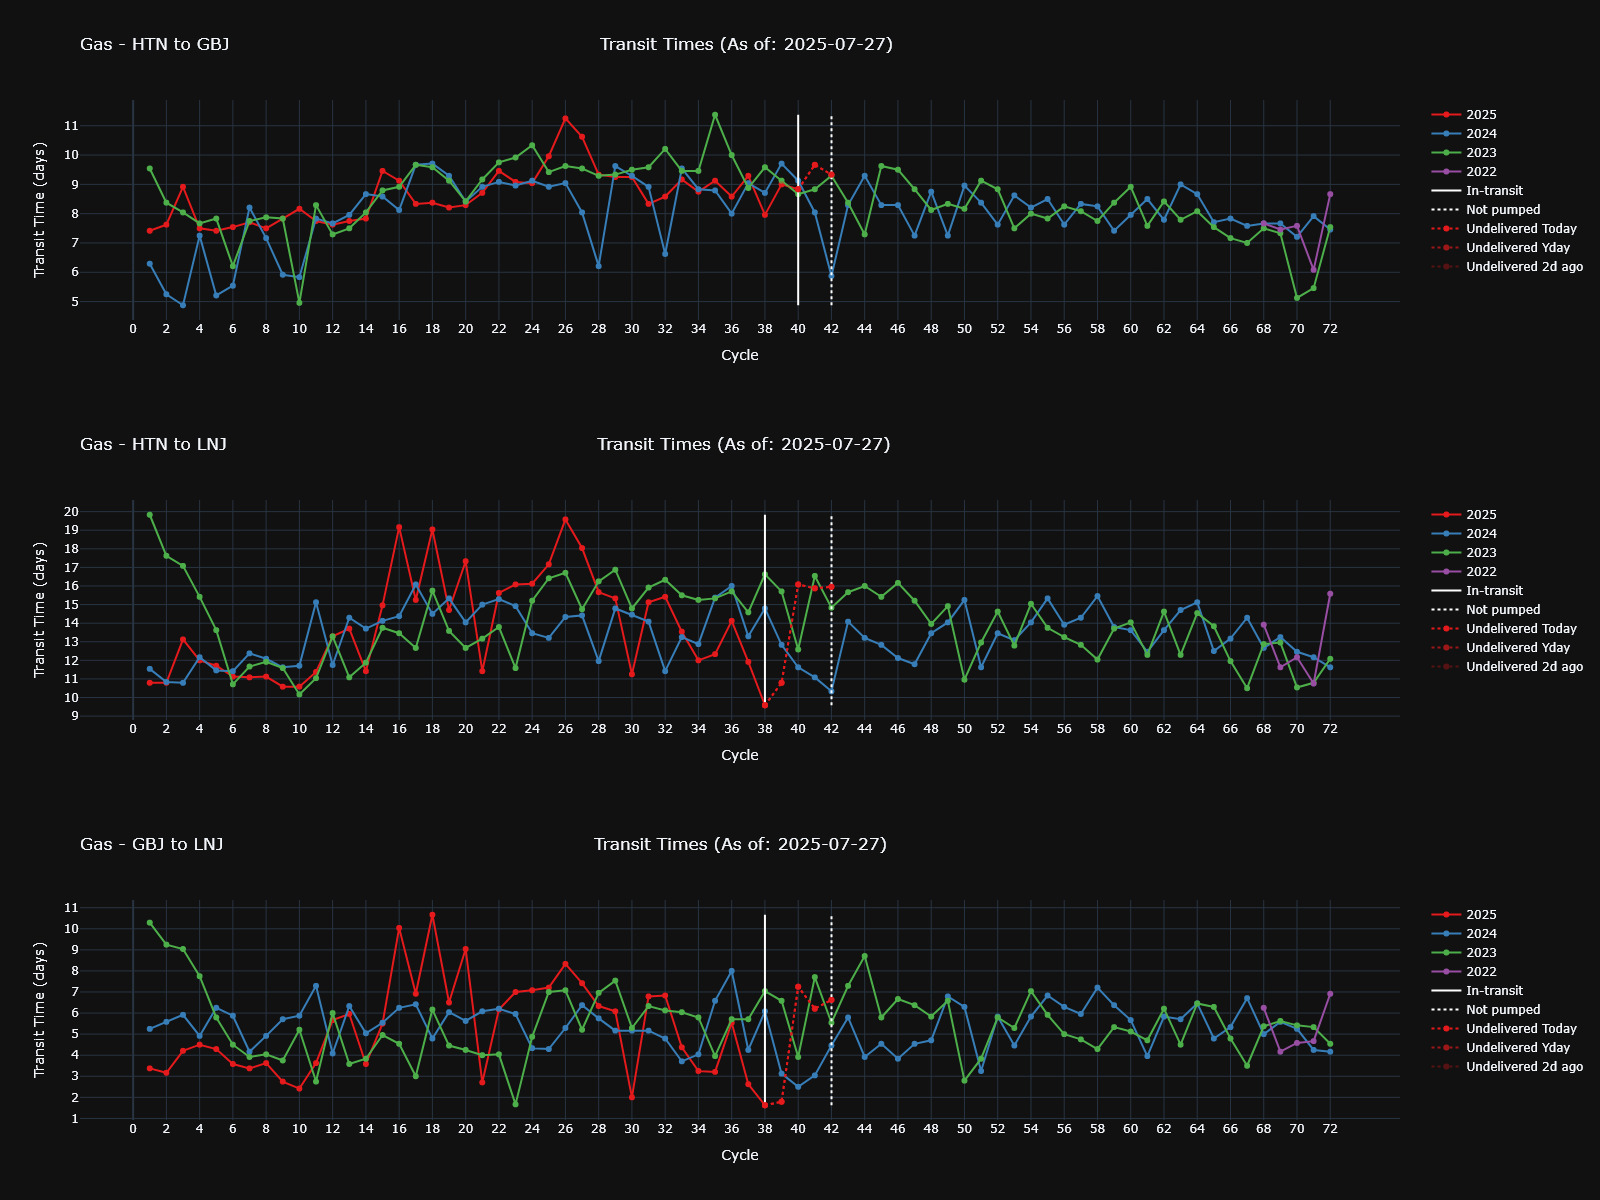 Gas - HTN to GBJ
Transit Times (As of: 2025-07-27)
Transit Time (days)
11
10
9
8
7
6
5
0 2 4 6 8 10 12 14 16 18 20 22 24 26 28 30 32 34 36 38 40 42 44 46 48 50 52 54 56 58 60 62 64 66 68 70 72
Cycle
2025
2024
2023
2022
In-transit
Not pumped
Undelivered Today
Undelivered Yday
Undelivered 2d ago
Gas - HTN to LNJ
Transit Times (As of: 2025-07-27)
Transit Time (days)
20
19
18
17
16
15
14
13
12
11
10
9
0 2 4 6 8 10 12 14 16 18 20 22 24 26 28 30 32 34 36 38 40 42 44 46 48 50 52 54 56 58 60 62 64 66 68 70 72
Cycle
2025
2024
2023
2022
In-transit
Not pumped
Undelivered Today
Undelivered Yday
Undelivered 2d ago
Gas - GBJ to LNJ
Transit Times (As of: 2025-07-27)
Transit Time (days)
11
10
9
8
7
6
5
4
3
2
1
0 2 4 6 8 10 12 14 16 18 20 22 24 26 28 30 32 34 36 38 40 42 44 46 48 50 52 54 56 58 60 62 64 66 68 70 72
Cycle
2025
2024
2023
2022
In-transit
Not pumped
Undelivered Today
Undelivered Yday
Undelivered 2d ago